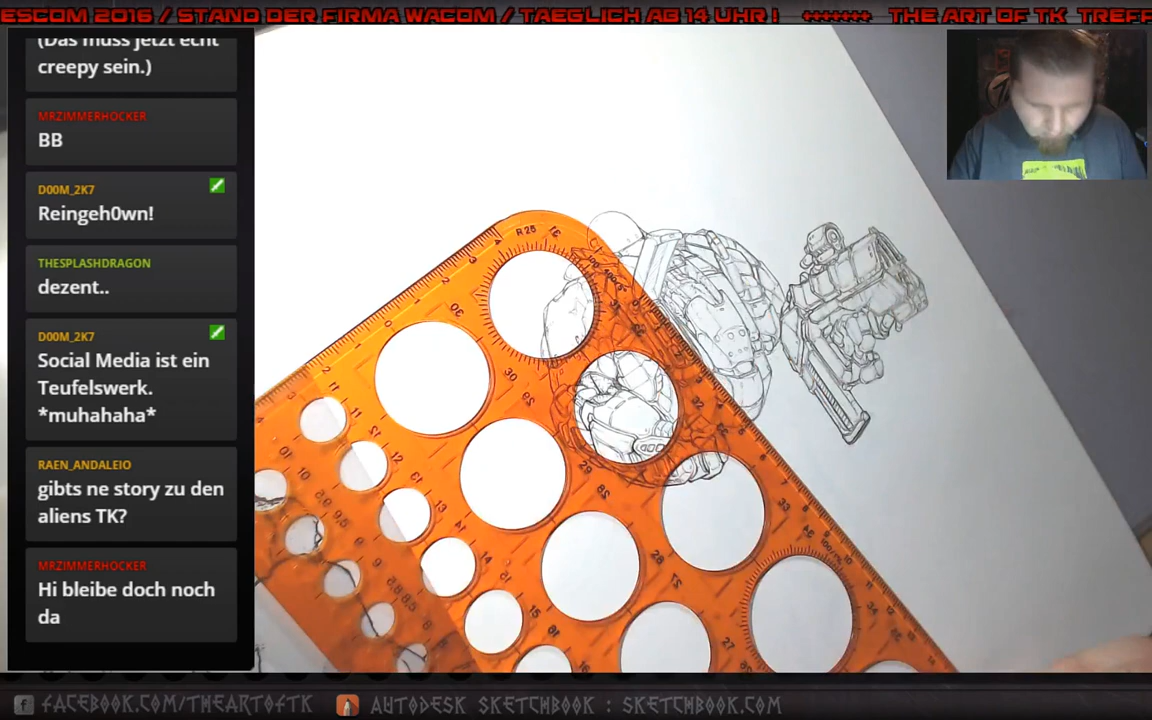 ESCOM 2016 / STAND DER FIRMA WACOM / TAEGLICH AB 14 UHR ! +++++++ THE ART OF TK TREFF
(Das muss jetzt echt
creepy sein.)
MRZIMMERHOCKER
BB
D00M_2K7
Reingeh0wn!
THESPLASHDRAGON
dezent..
D00M_2K7
Social Media ist ein
Teufelswerk.
*muhahaha*
RAEN_ANDALEIO
gibts ne story zu den
aliens TK?
MRZIMMERHOCKER
Hi bleibe doch noch
da
R25
FACEBOOK.COM/THEARTOFTK
AUTODESK SKETCHBOOK : SKETCHBOOK.COM